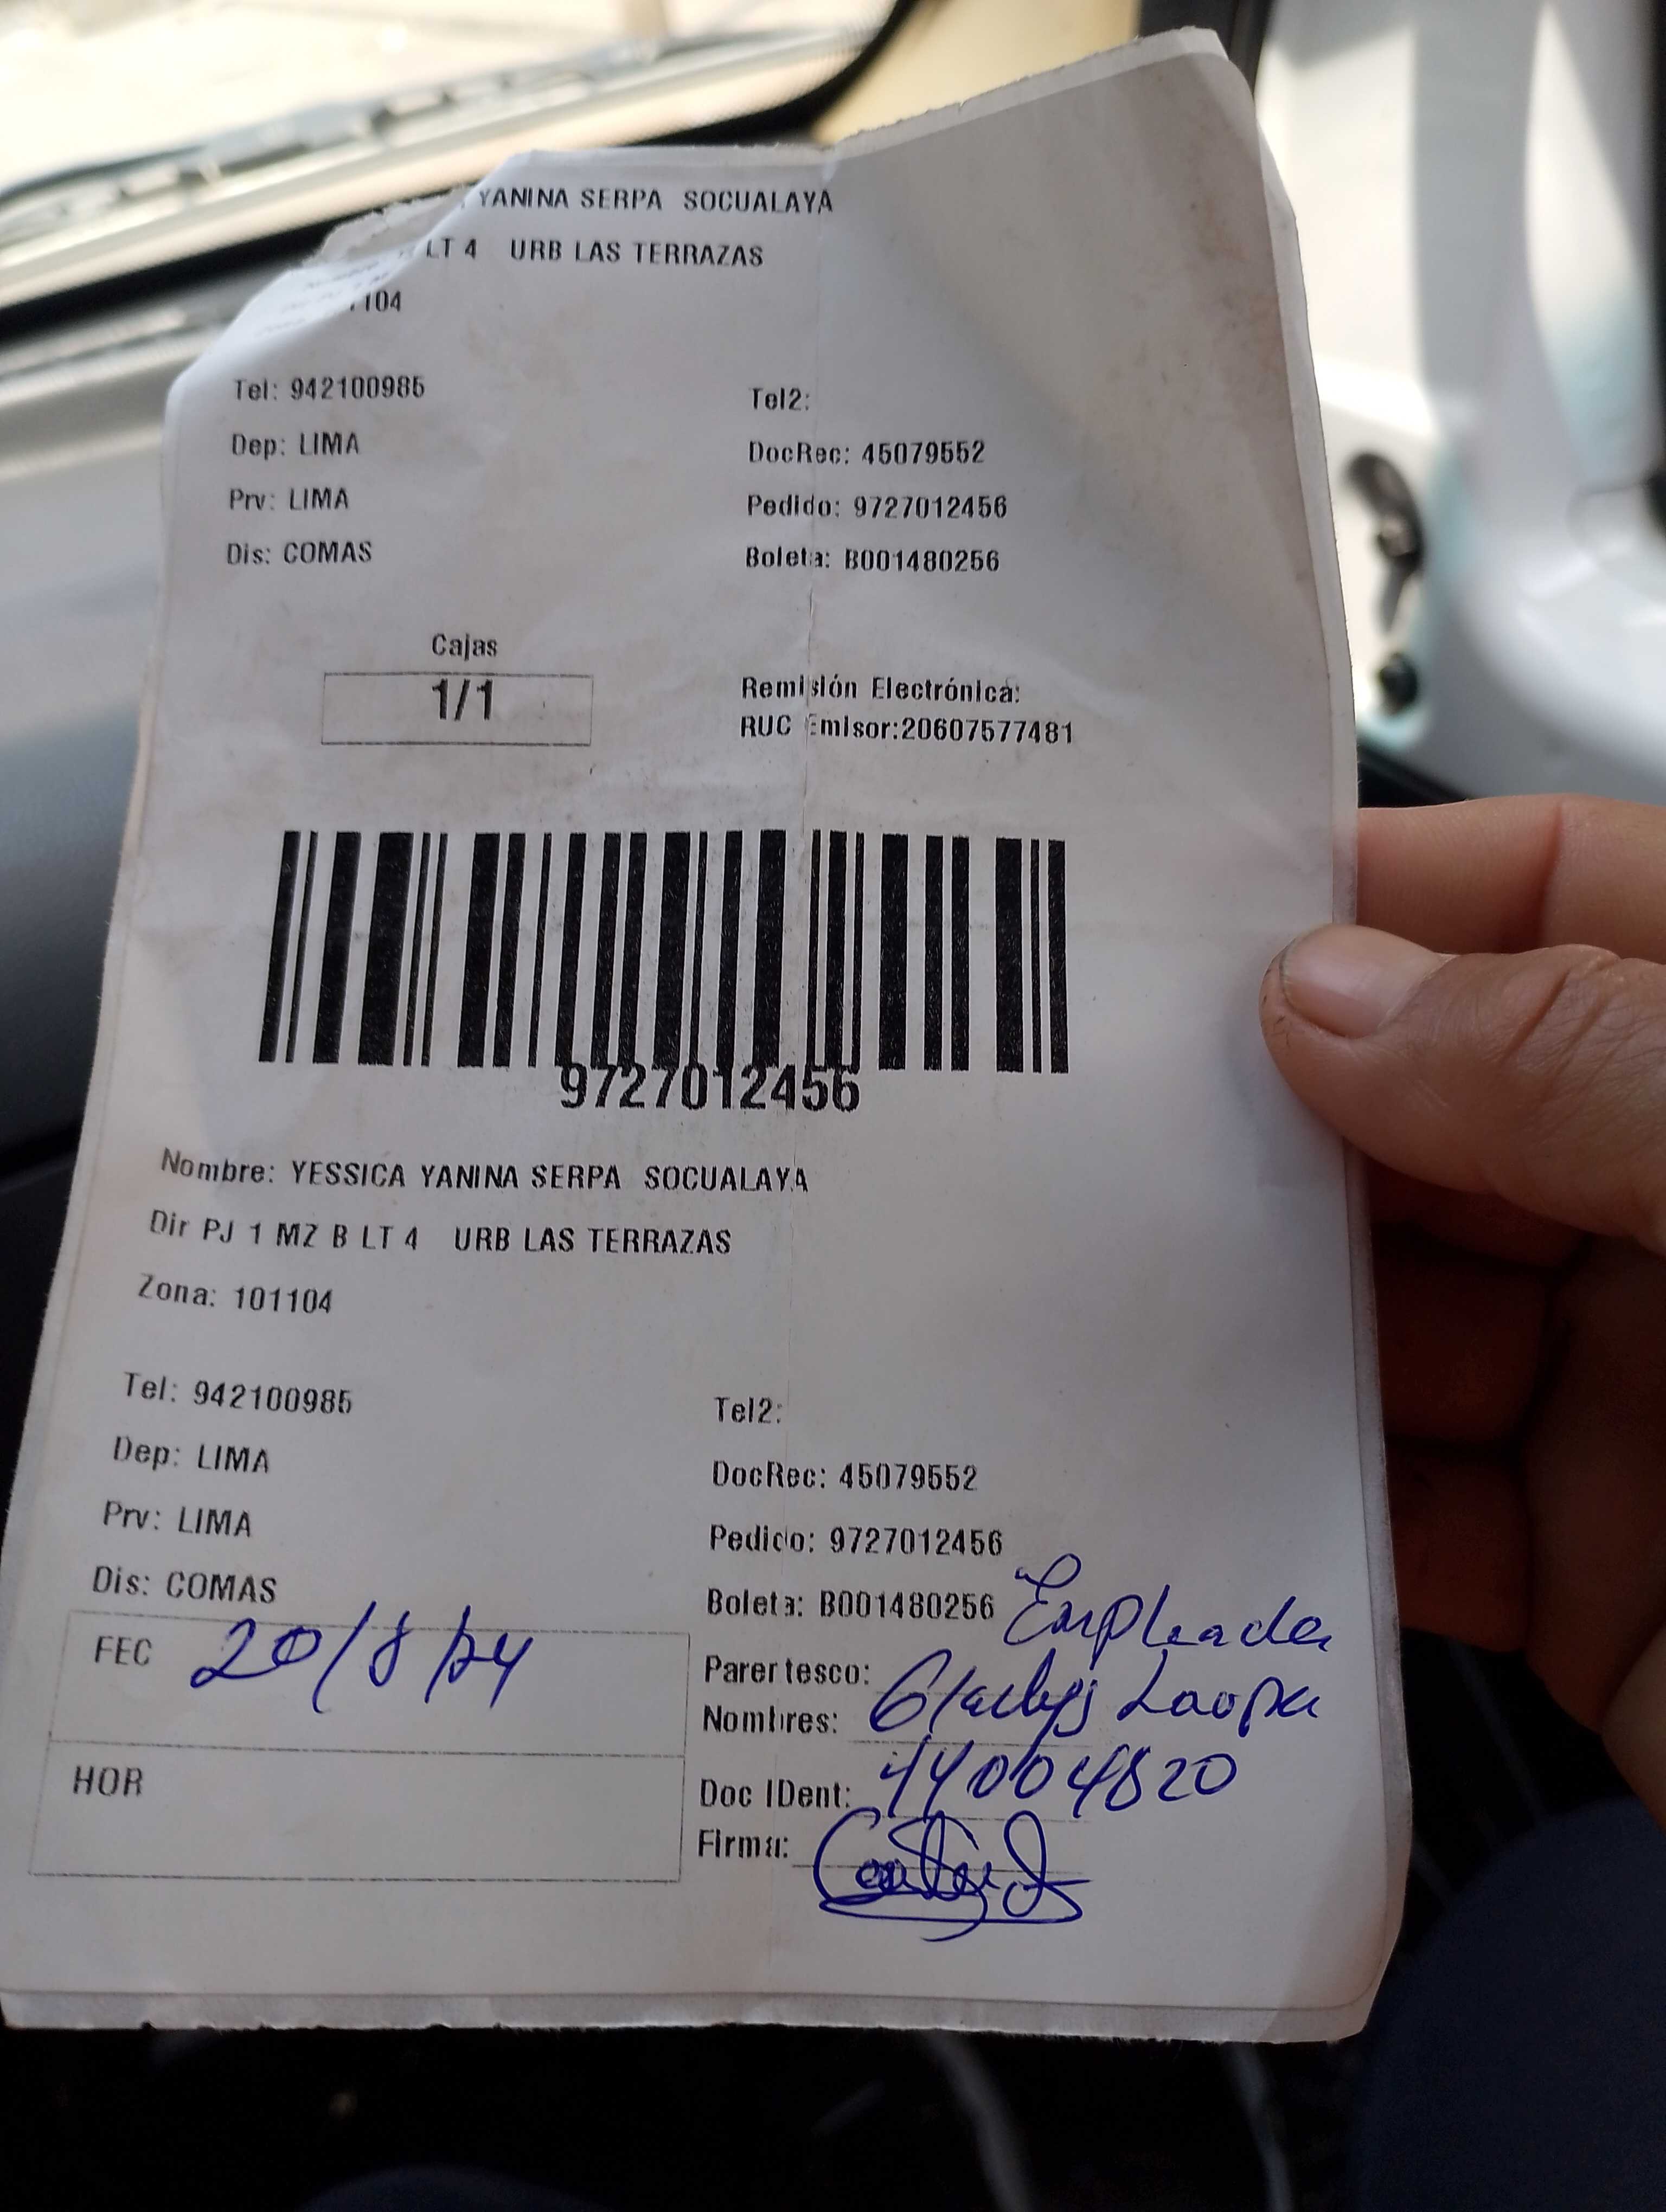 YANINA SERPA SOCUALAYA
LT 4 URB LAS TERRAZAS
104
Tel: 942100985
Tel2:
Dep: LIMA
DocRec: 45079552
Prv: LIMA
Pedido: 9727012456
Dis: COMAS
Boleta: B001480256
Cajas
1/1
Remisión Electrónica:
RUC Emisor:20607577481
9727012456
Nombre: YESSICA YANINA SERPA SOCUALAYA
Dir PJ 1 MZ B LT 4 URB LAS TERRAZAS
Zona: 101104
Tel: 942100985
Tel2:
Dep: LIMA
DocRec: 45079552
Prv: LIMA
Pedido: 9727012456
Dis: COMAS
Boleta: B001480256
FEC 20/8/24
Parentesco: Empleada
Nombres: Gladys
HOR
Doc IDent: 44004820
Firma: